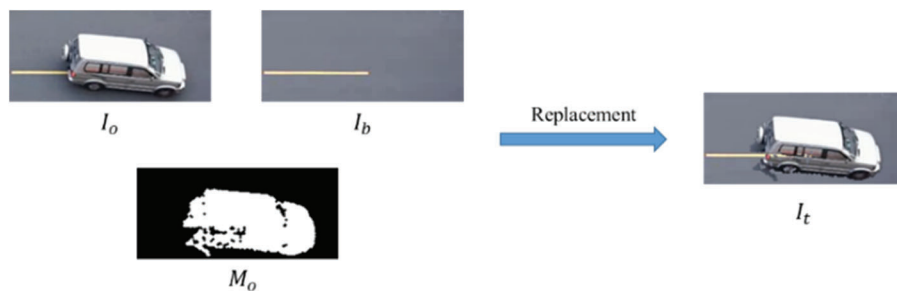 I_o
I_b
Replacement
I_t
M_o